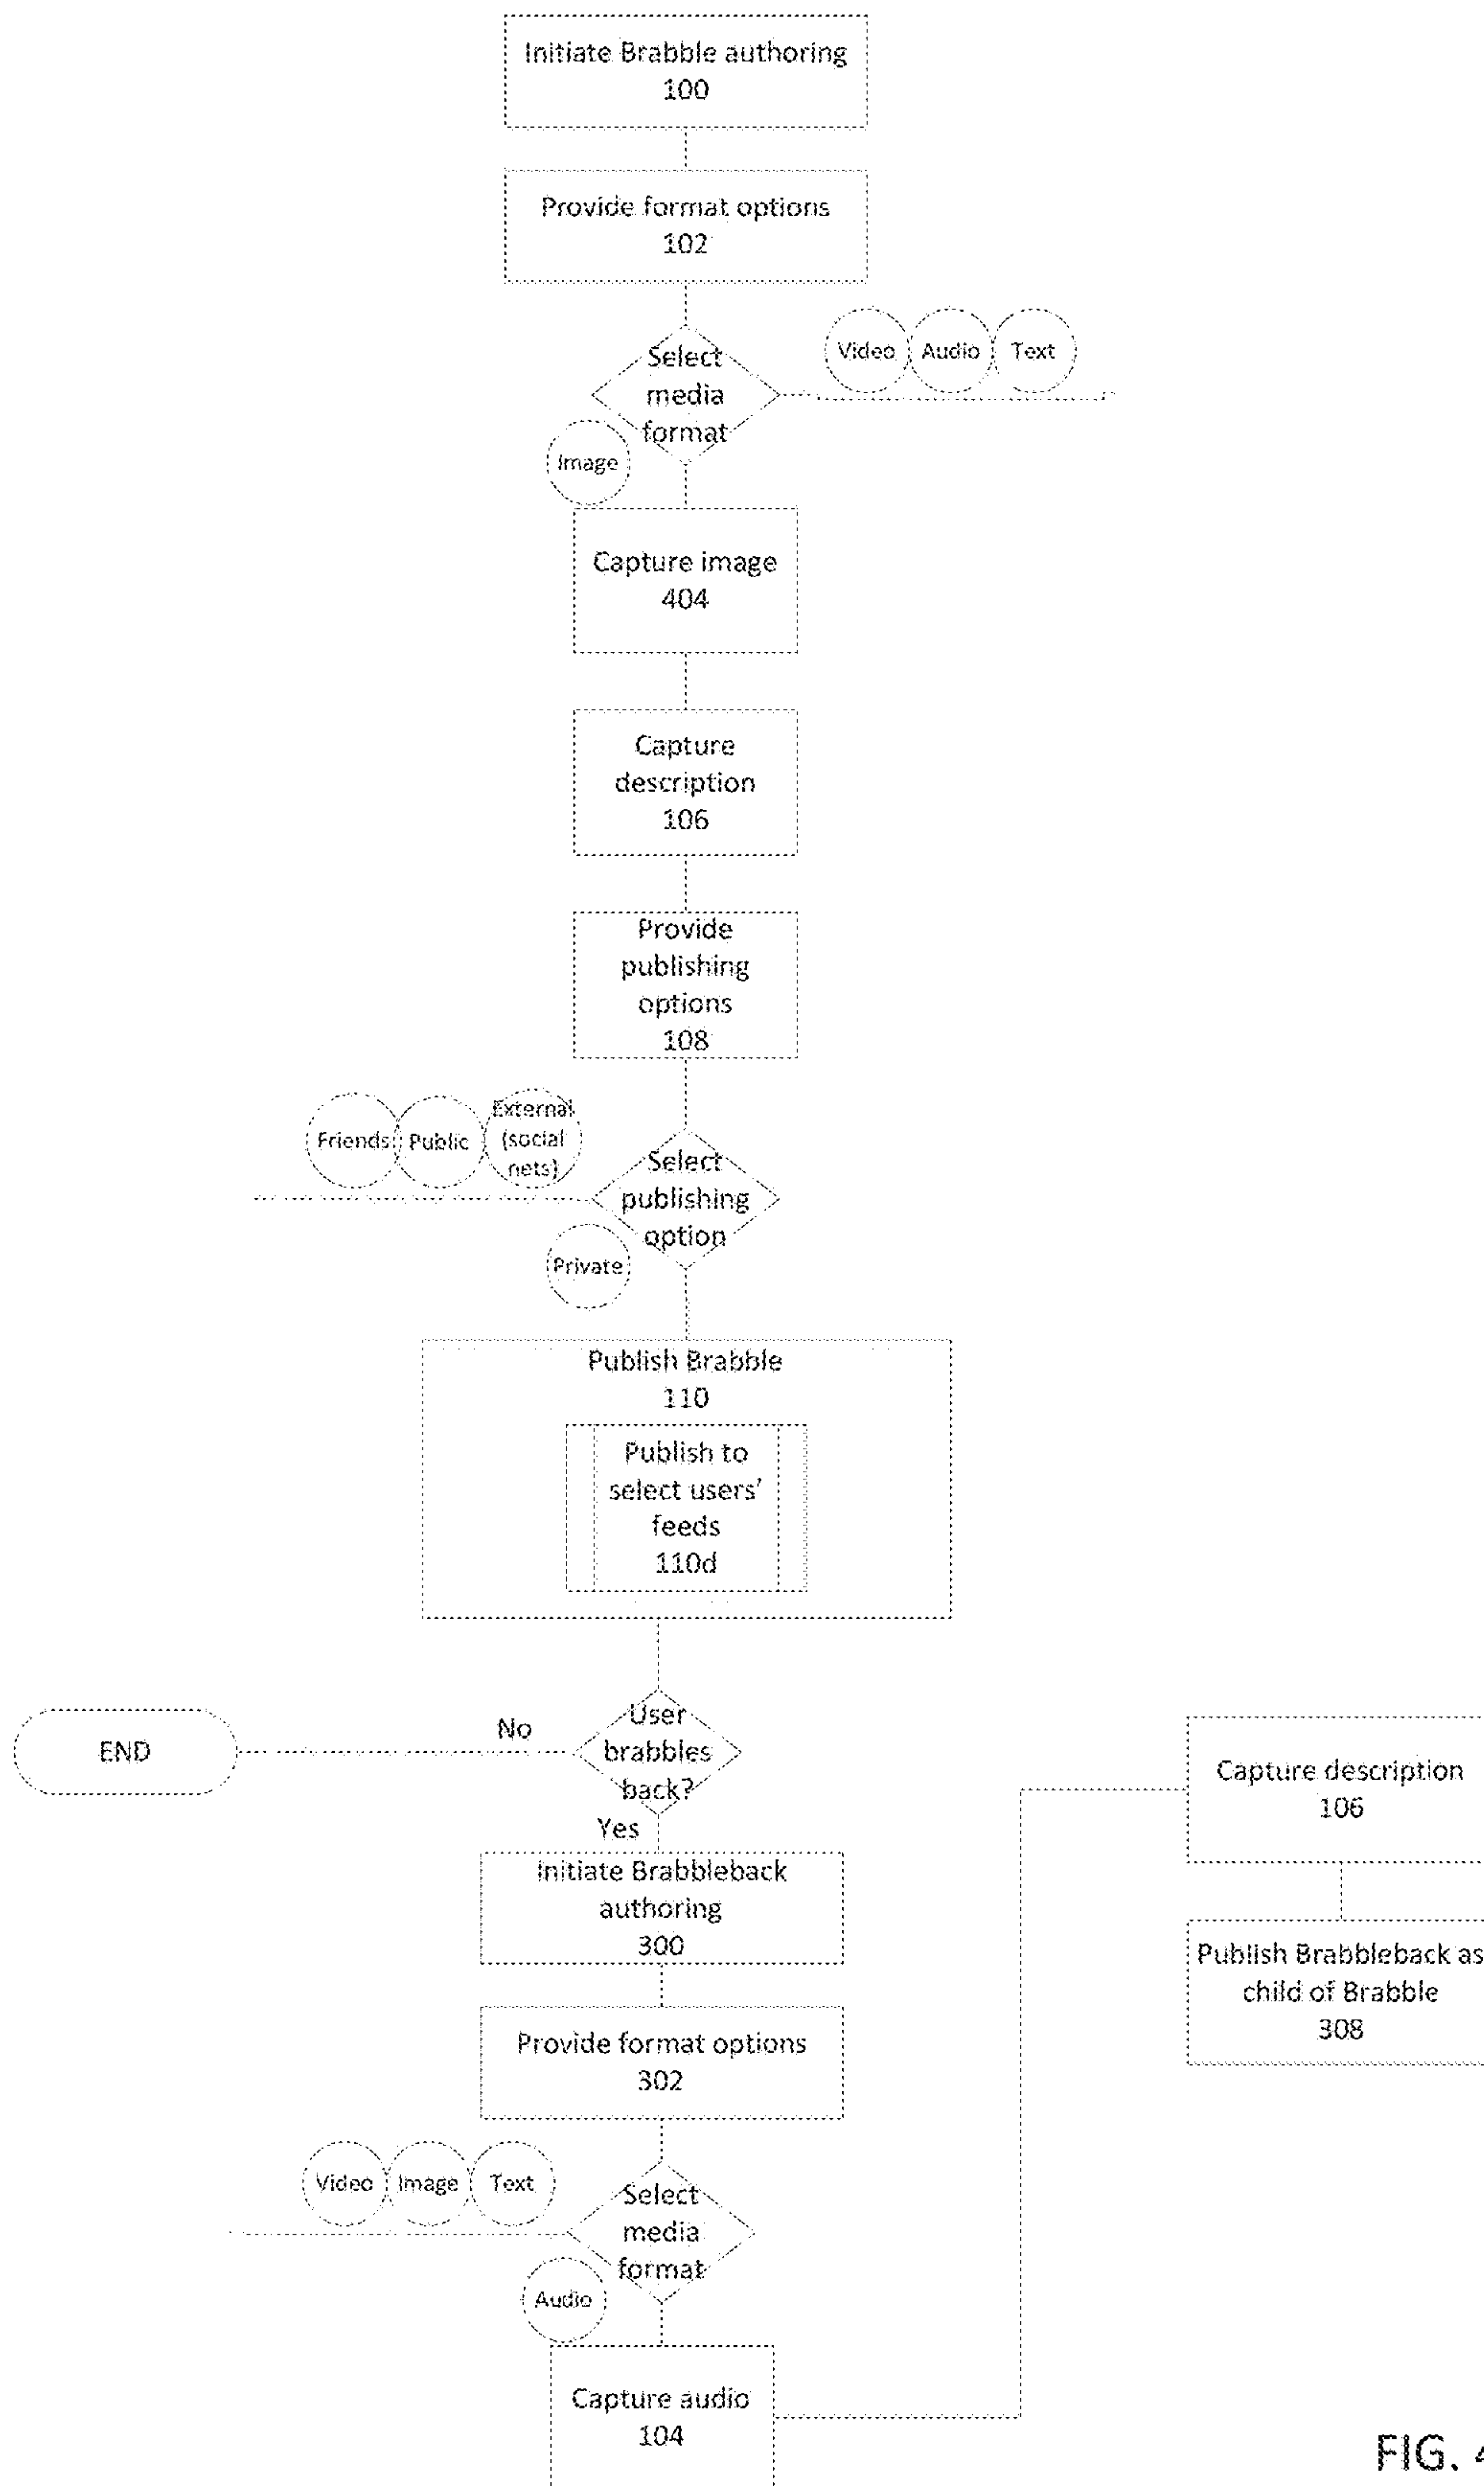 Initiate Brabble authoring
100
Provide format options
102
Select
media
format
Video
Audio
Text
Image
Capture image
404
Capture
description
106
Provide
publishing
options
108
Friends
Public
External
(social
nets)
Select
publishing
option
Private
Publish Brabble
110
Publish to
select users'
feeds
110d
User
brabbles
back?
No
END
Yes
Initiate Brabbleback
authoring
300
Provide format options
302
Video
Image
Text
Select
media
format
Audio
Capture audio
104
Capture description
106
Publish Brabbleback as
child of Brabble
308
FIG. 4